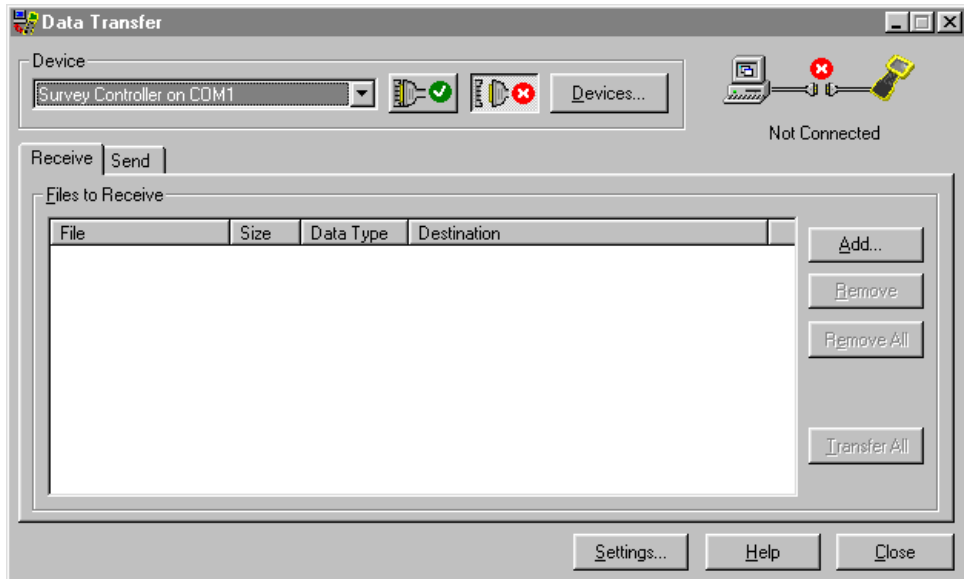 Data Transfer
Device
Survey Controller on COM1
Devices...
Not Connected
Receive
Send
Files to Receive
File Size Data Type Destination
Add...
Remove
Remove All
Transfer All
Settings... Help Close